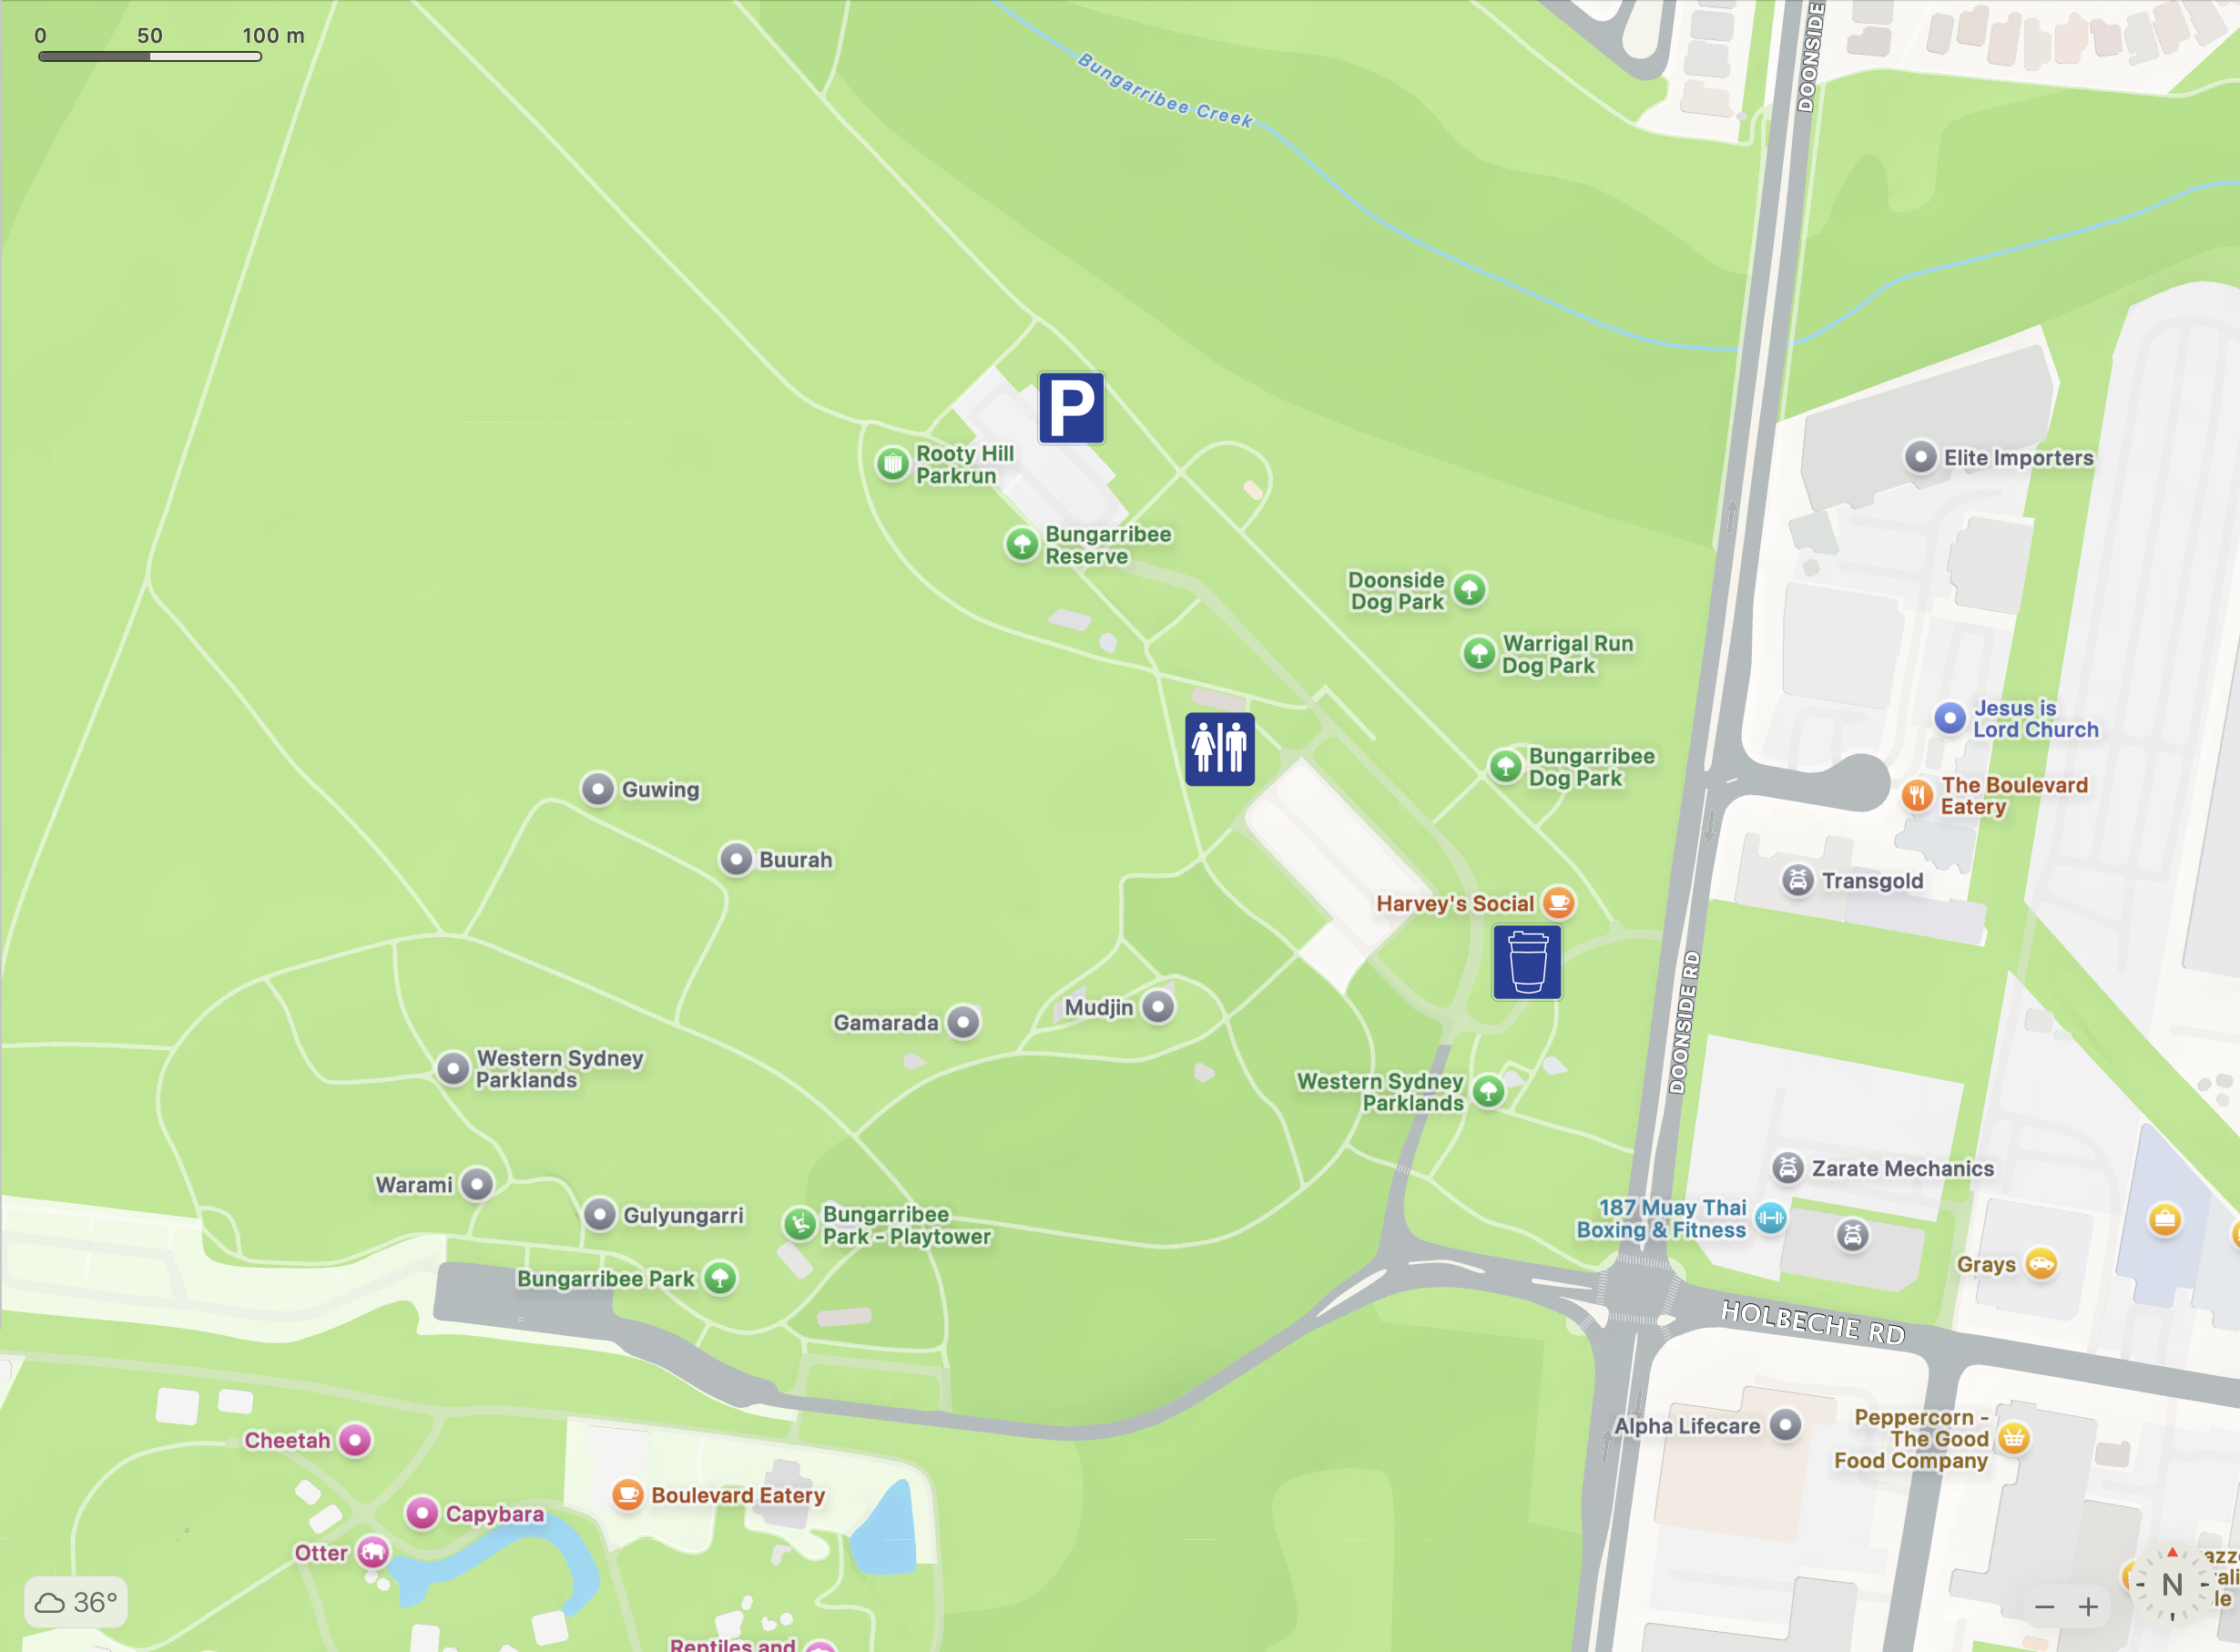 0 50 100 m
DOONSIDE
Bungarribee Creek
P
Rooty Hill
Parkrun
Elite Importers
Bungarribee
Reserve
Doonside
Dog Park
Warrigal Run
Dog Park
Jesus is
Lord Church
Bungarribee
Dog Park
The Boulevard
Eatery
Guwing
Buurah
Transgold
Harvey's Social
DOONSIDE RD
Gamarada
Mudjin
Western Sydney
Parklands
Western Sydney
Parklands
Zarate Mechanics
Warami
Gulyungarri
Bungarribee
Park - Playtower
187 Muay Thai
Boxing & Fitness
Grays
Bungarribee Park
HOLBECHE RD
Cheetah
Alpha Lifecare
Peppercorn -
The Good
Food Company
Boulevard Eatery
Capybara
Otter
36°
N
Reptiles and